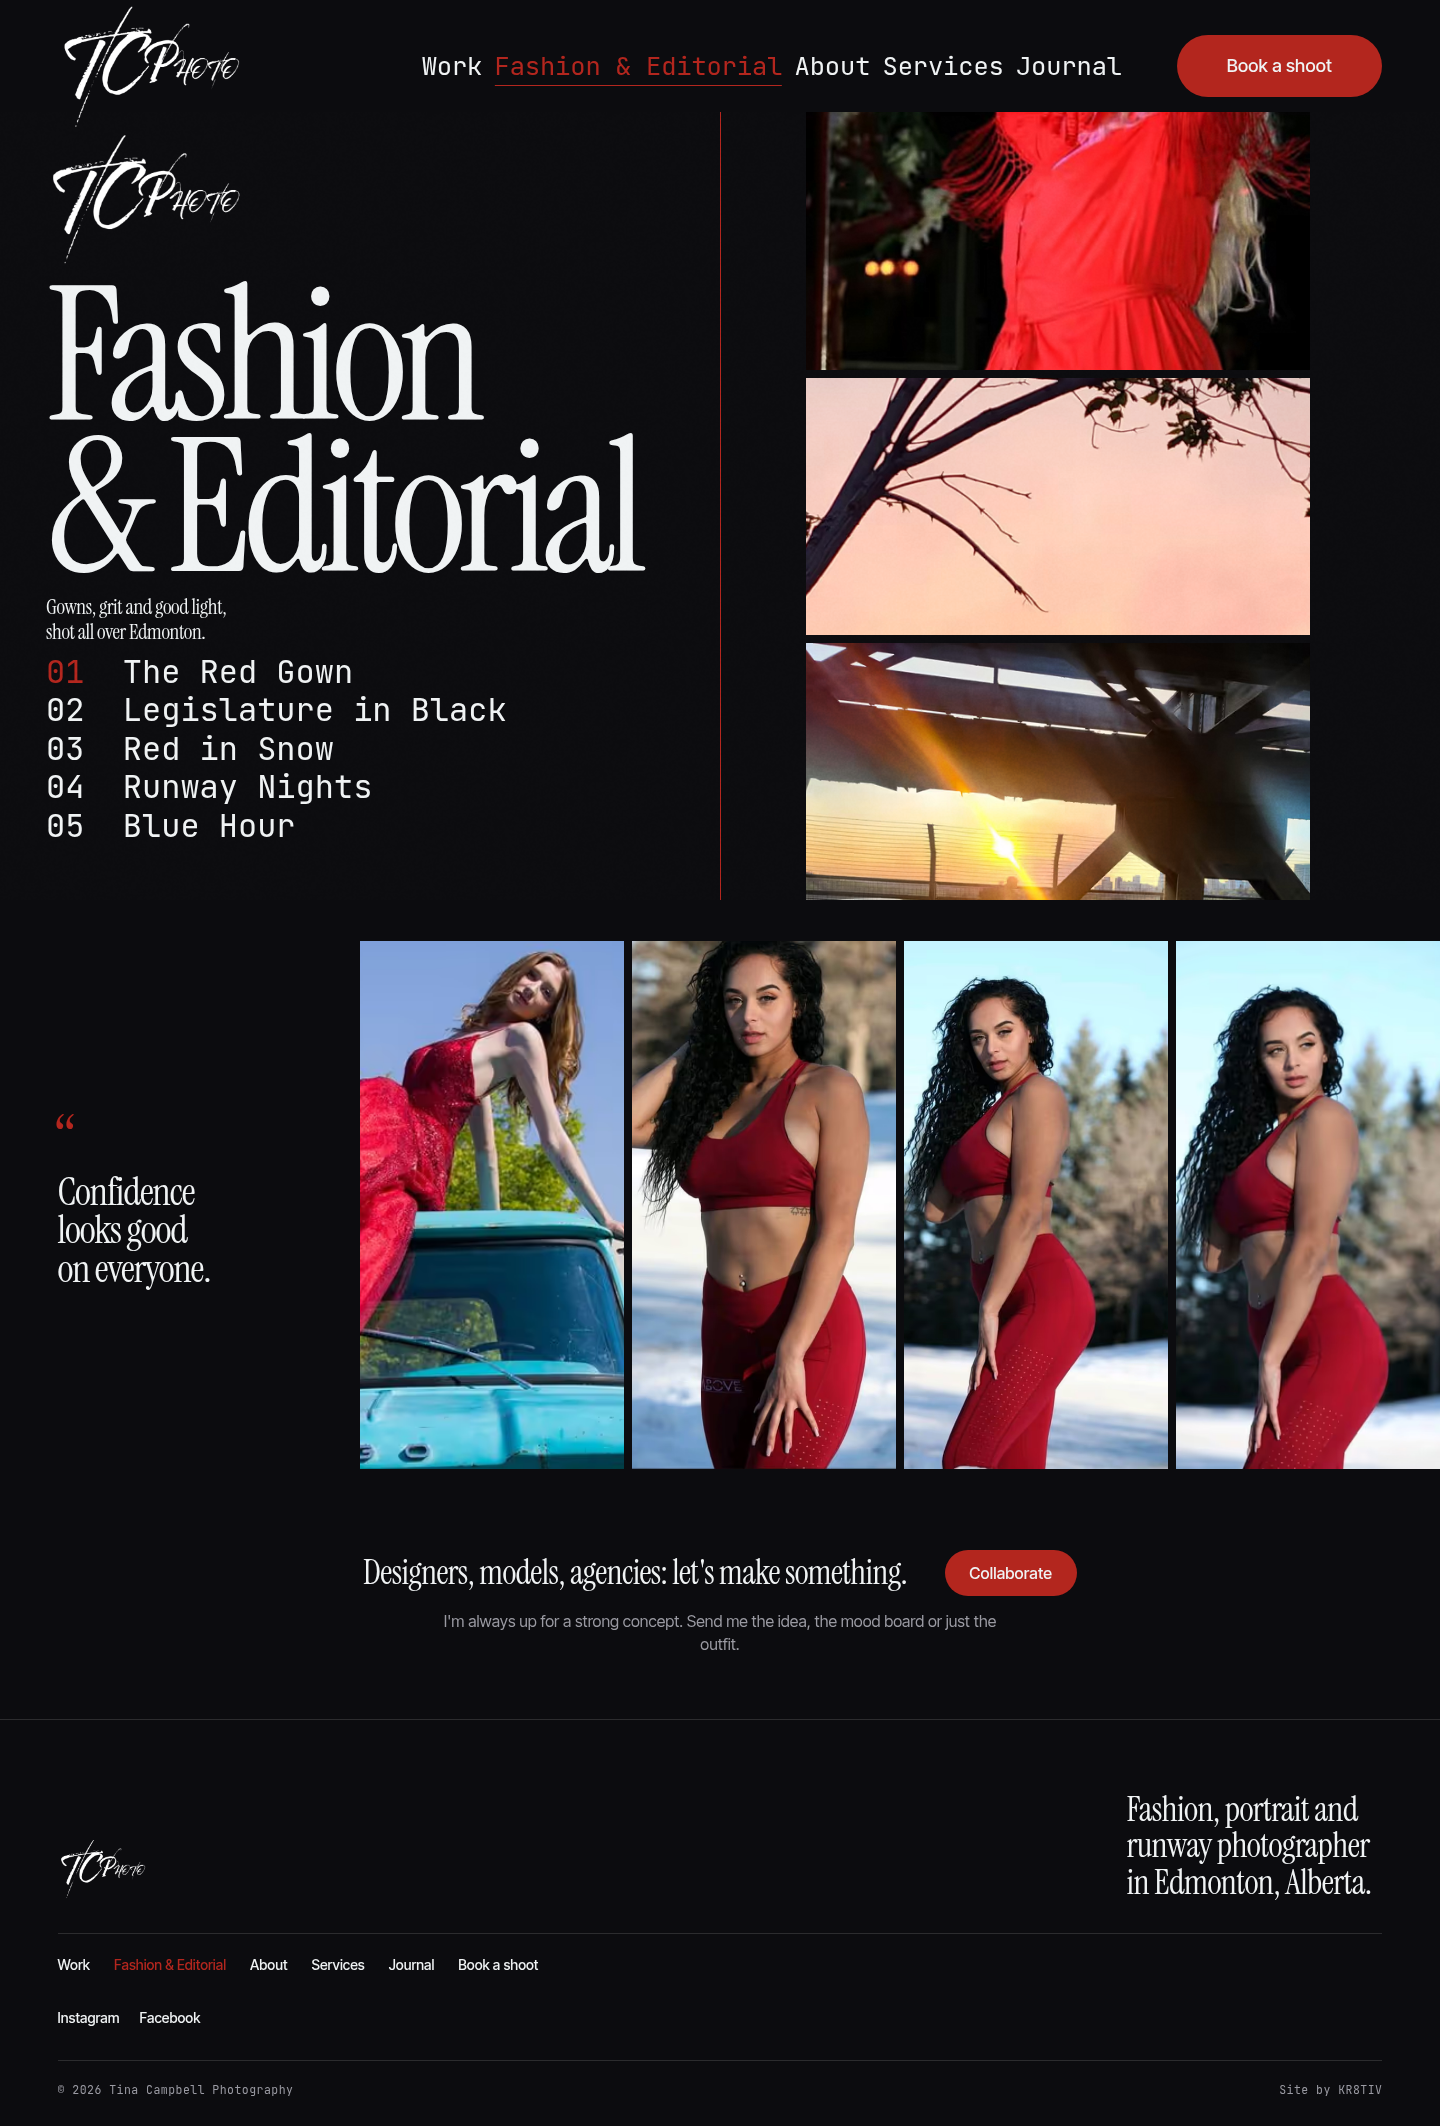 TCPHOTO
Work Fashion & Editorial About Services Journal Book a shoot
TCPHOTO
Fashion
& Editorial
Gowns, grit and good light,
shot all over Edmonton.
01 The Red Gown
02 Legislature in Black
03 Red in Snow
04 Runway Nights
05 Blue Hour
“
Confidence
looks good
on everyone.
ABOVE
Designers, models, agencies: let's make something. Collaborate
I'm always up for a strong concept. Send me the idea, the mood board or just the
outfit.
Fashion, portrait and
runway photographer
in Edmonton, Alberta.
TCPHOTO
Work Fashion & Editorial About Services Journal Book a shoot
Instagram Facebook
© 2026 Tina Campbell Photography Site by KR8TIV